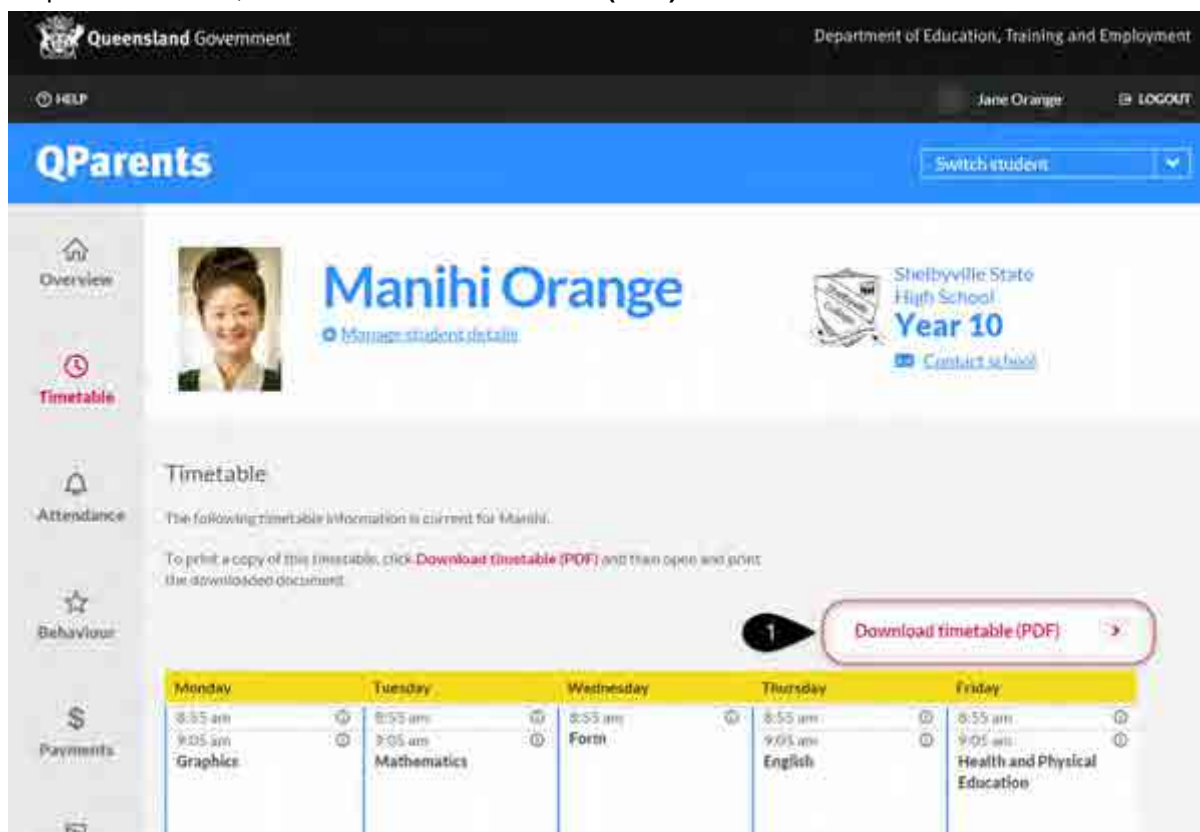 Queensland Government
Department of Education, Training and Employment
HELP
Jane Orange
LOGOUT
QParents
Switch student
Overview
Timetable
Attendance
Behaviour
Payments
Manihi Orange
Manage student details
Shelbyville State
High School
Year 10
Contact school
Timetable
The following timetable information is current for Manihi.
To print a copy of this timetable, click Download timetable (PDF) and then open and print
the downloaded document.
1
Download timetable (PDF)
Monday Tuesday Wednesday Thursday Friday
8:55 am 8:55 am 8:55 am 8:55 am 8:55 am
9:05 am 9:05 am Form 9:05 am 9:05 am
Graphics Mathematics English Health and Physical
Education